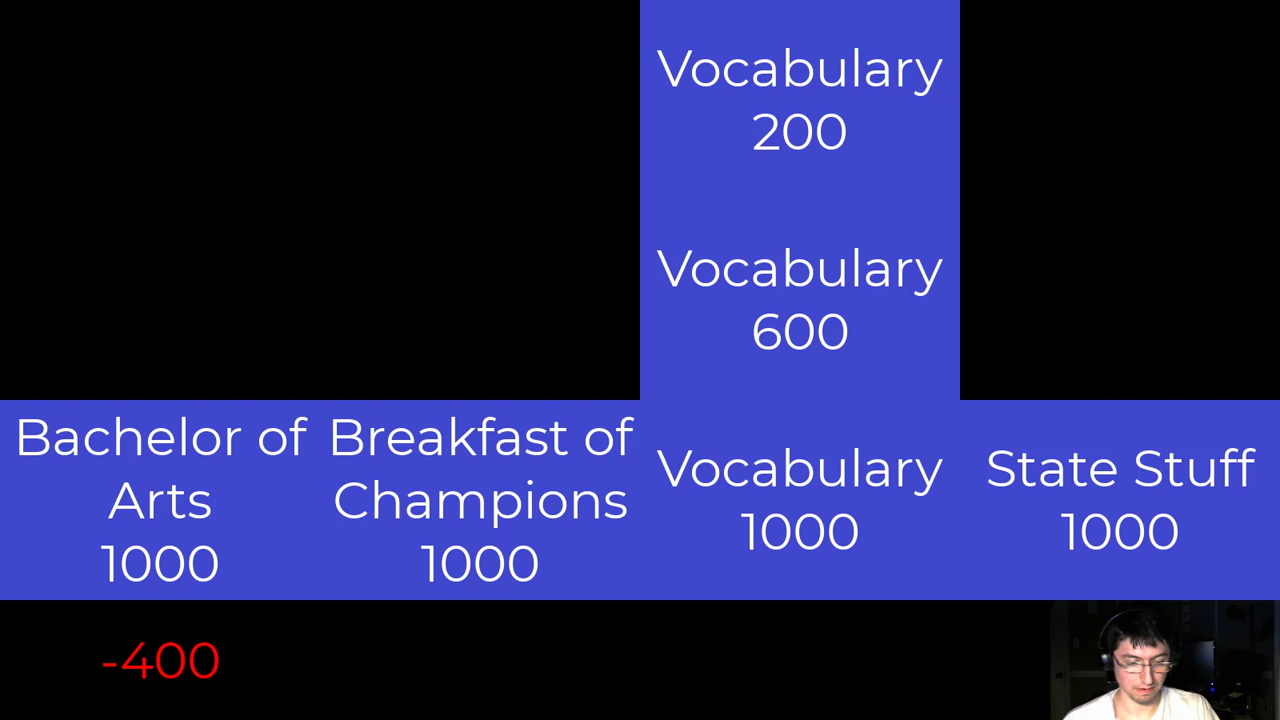 Vocabulary
200
Vocabulary
600
Bachelor of
Arts
1000
Breakfast of
Champions
1000
Vocabulary
1000
State Stuff
1000
-400